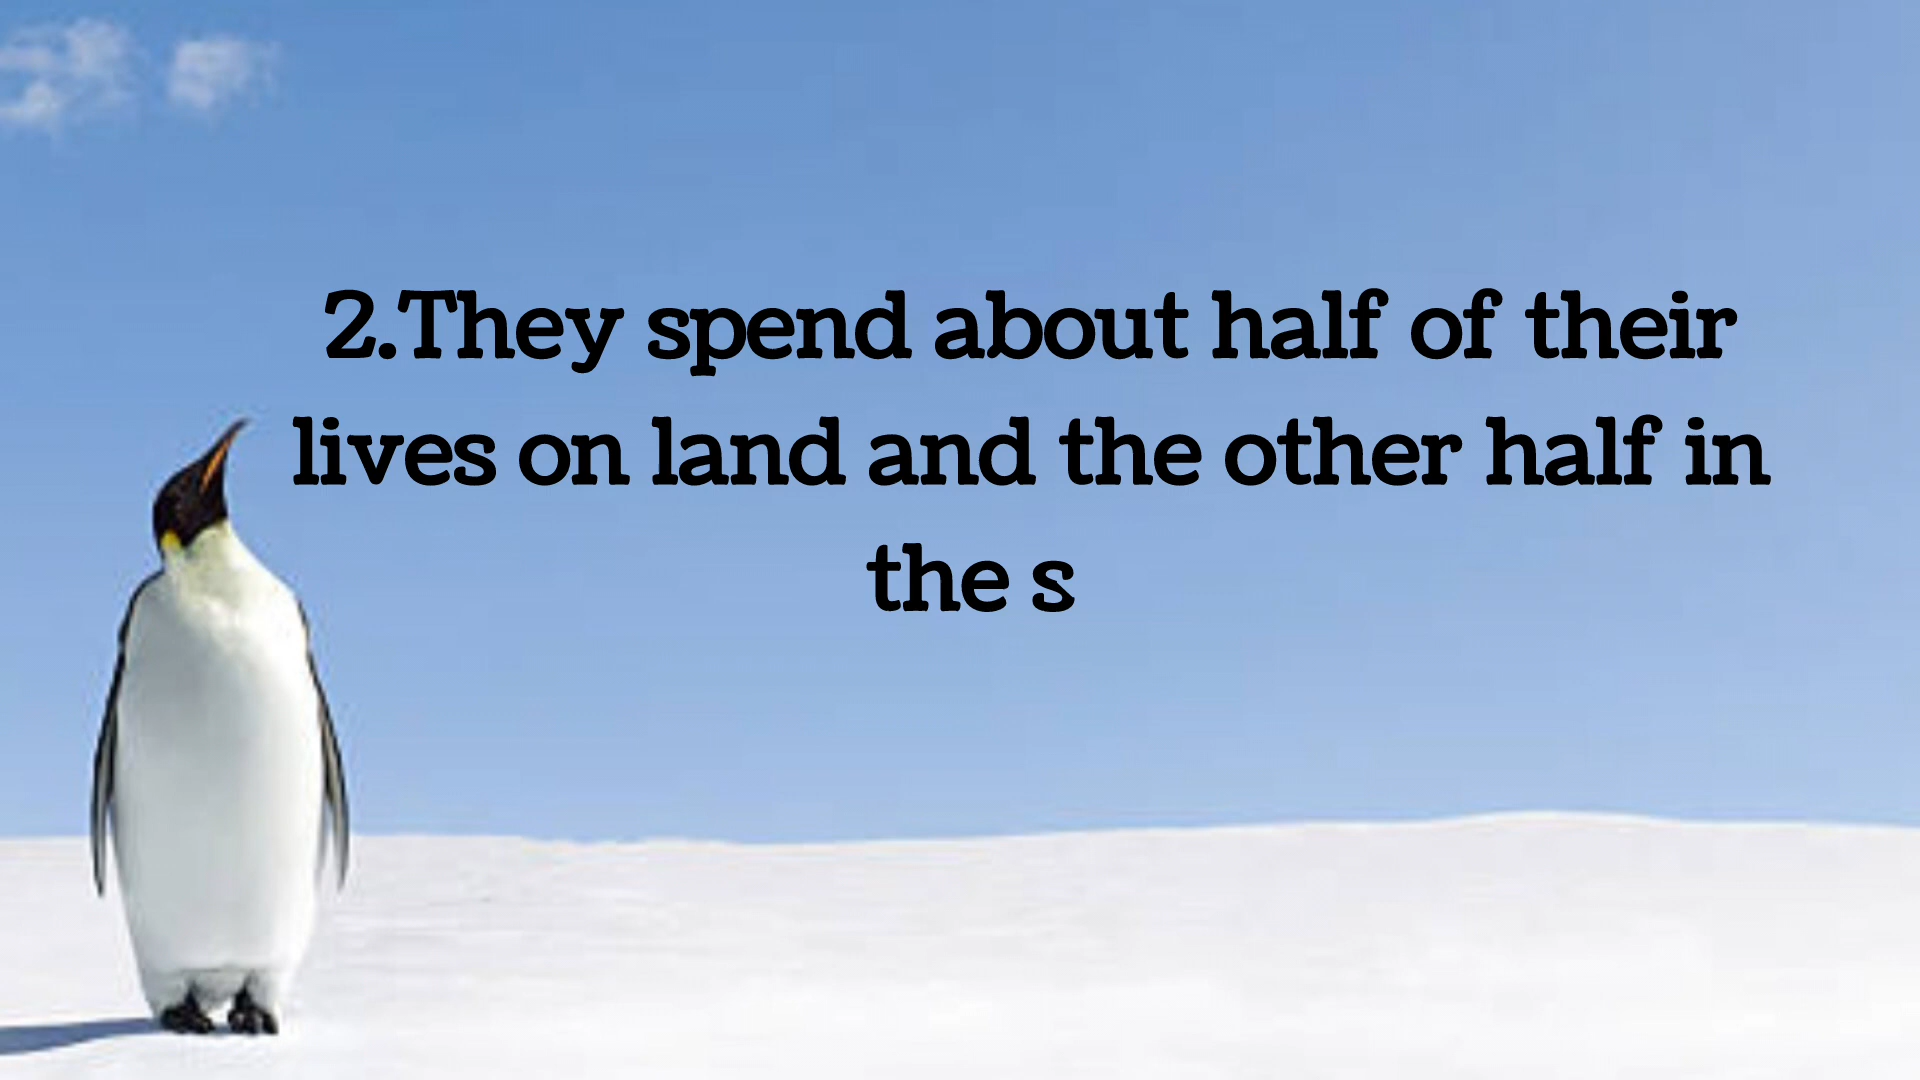 2.They spend about half of their
lives on land and the other half in
the s